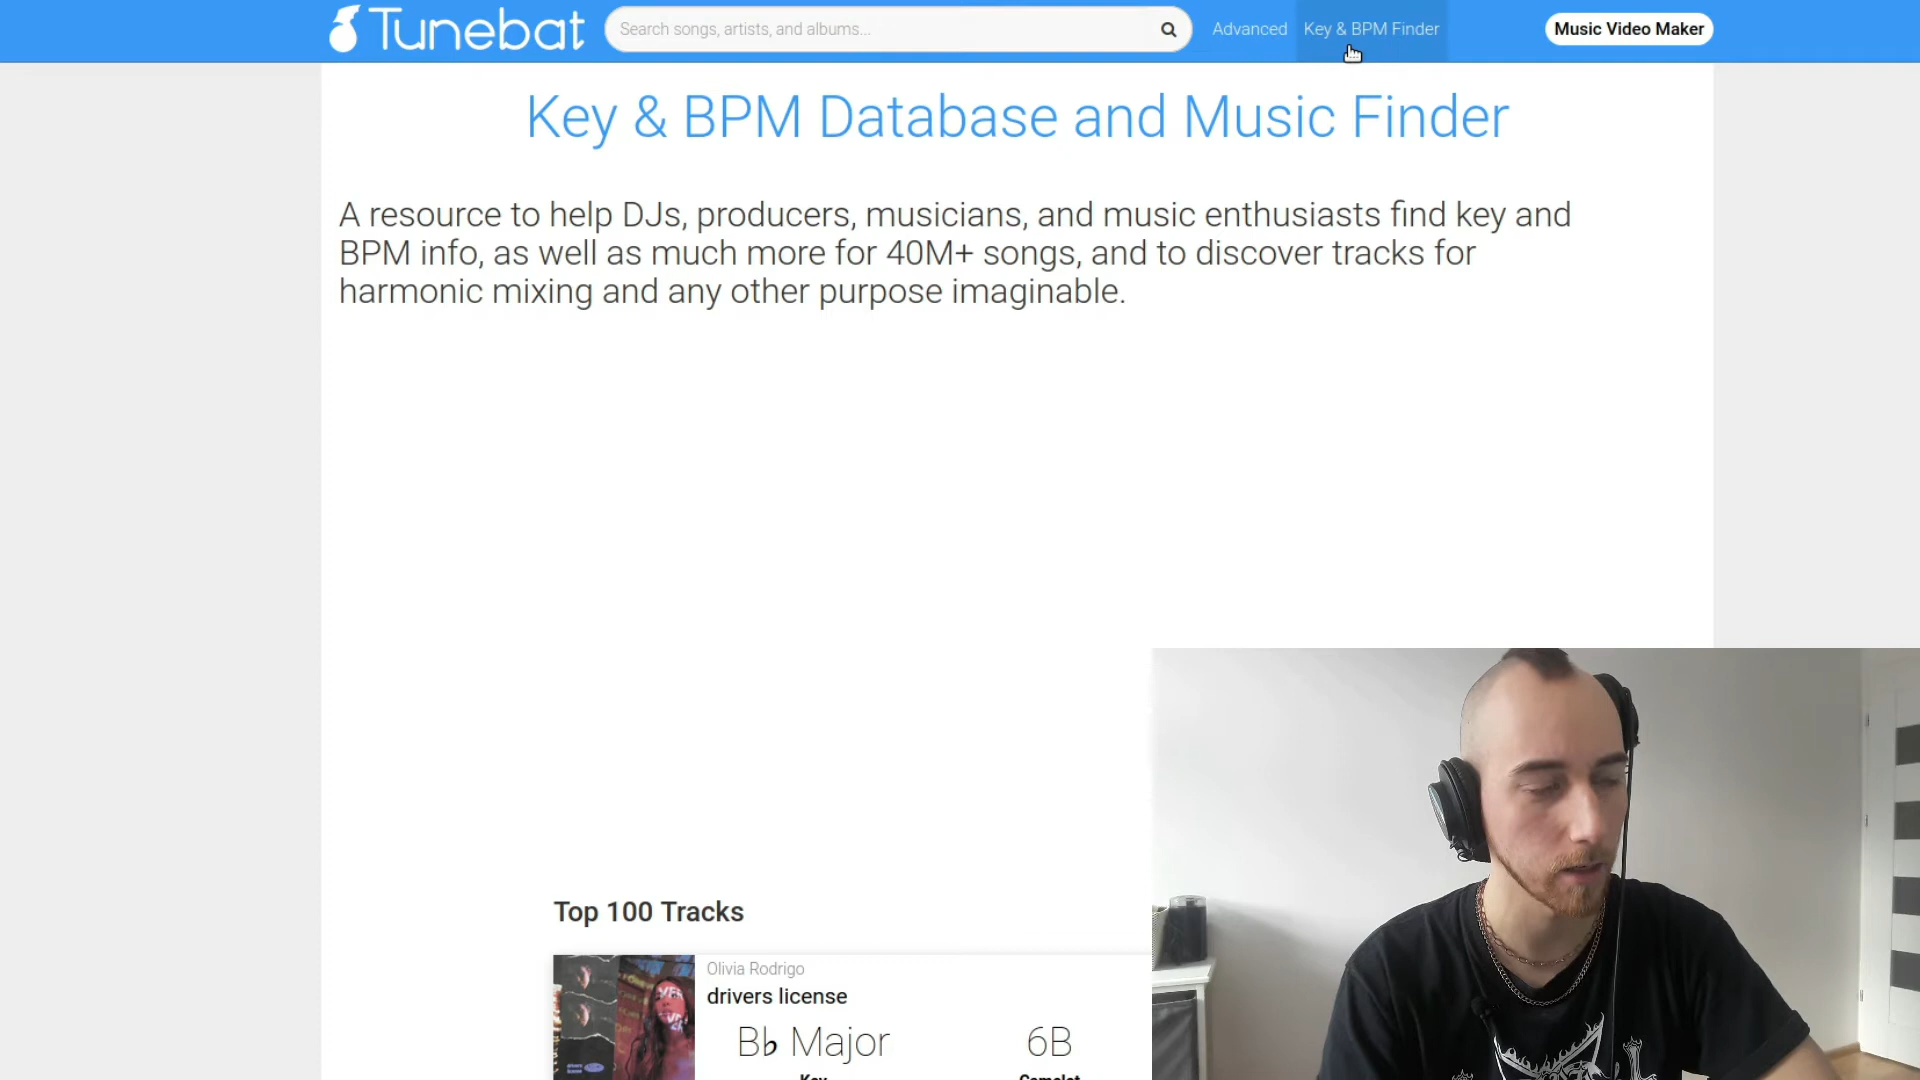 Tunebat
Search songs, artists, and albums...
Advanced
Key & BPM Finder
Music Video Maker
Key & BPM Database and Music Finder
A resource to help DJs, producers, musicians, and music enthusiasts find key and
BPM info, as well as much more for 40M+ songs, and to discover tracks for
harmonic mixing and any other purpose imaginable.
Top 100 Tracks
Olivia Rodrigo
drivers license
B♭ Major
6B
Key
Camelot